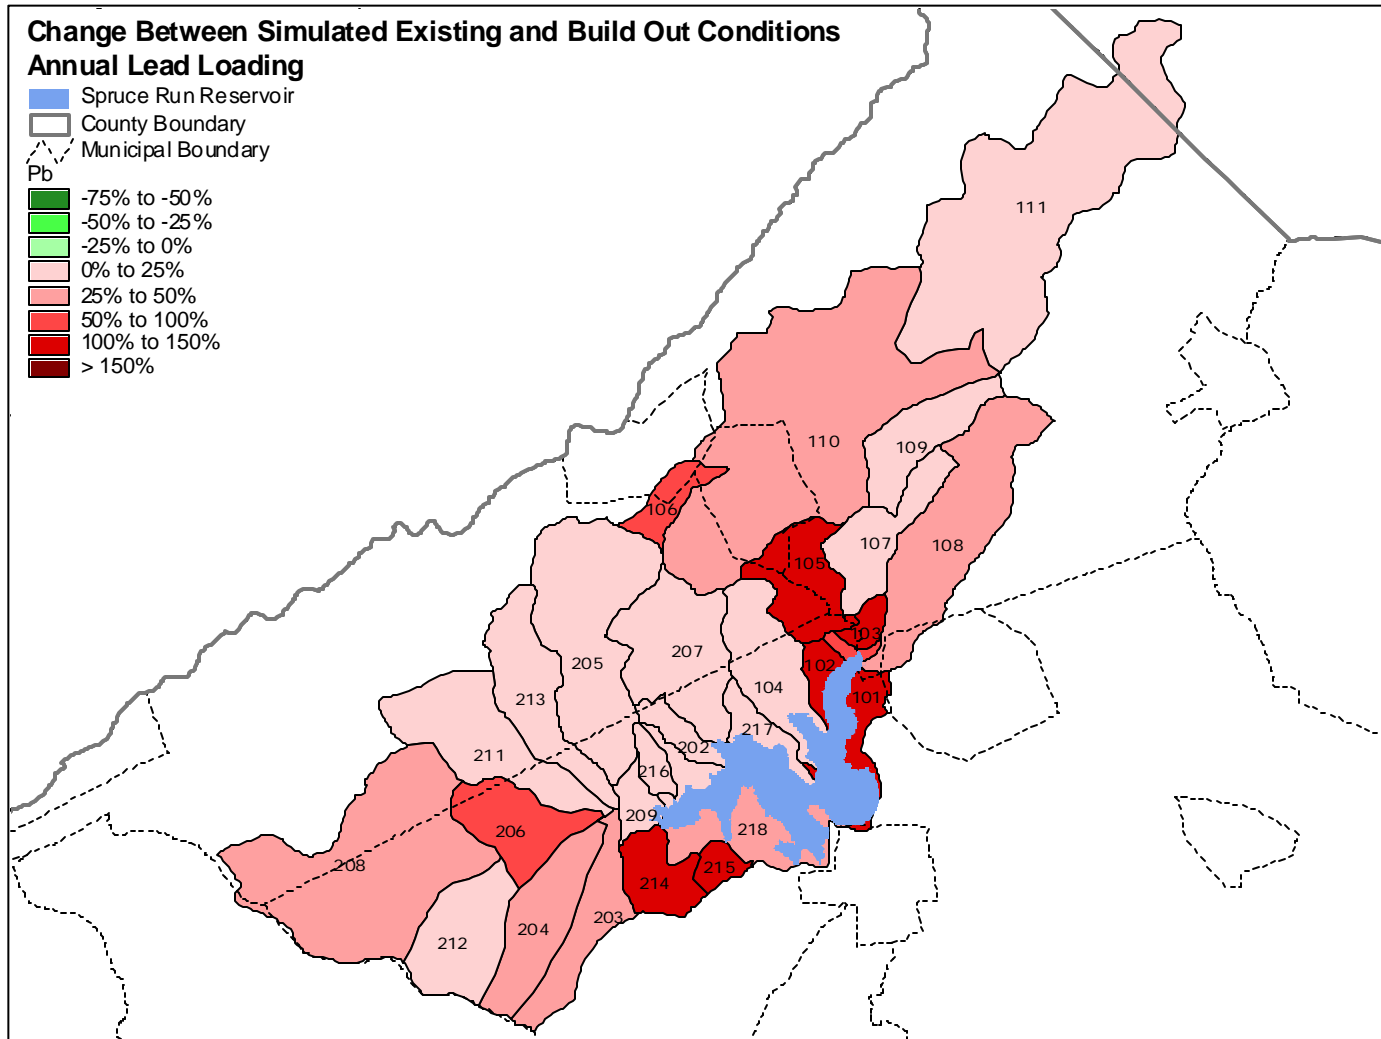 Change Between Simulated Existing and Build Out Conditions
Annual Lead Loading
Spruce Run Reservoir
County Boundary
Municipal Boundary
Pb
-75% to -50%
-50% to -25%
-25% to 0%
0% to 25%
25% to 50%
50% to 100%
100% to 150%
> 150%
111
110
109
106
107
108
105
103
102
101
207
205
104
213
217
202
211
216
209
218
206
208
215
214
203
204
212